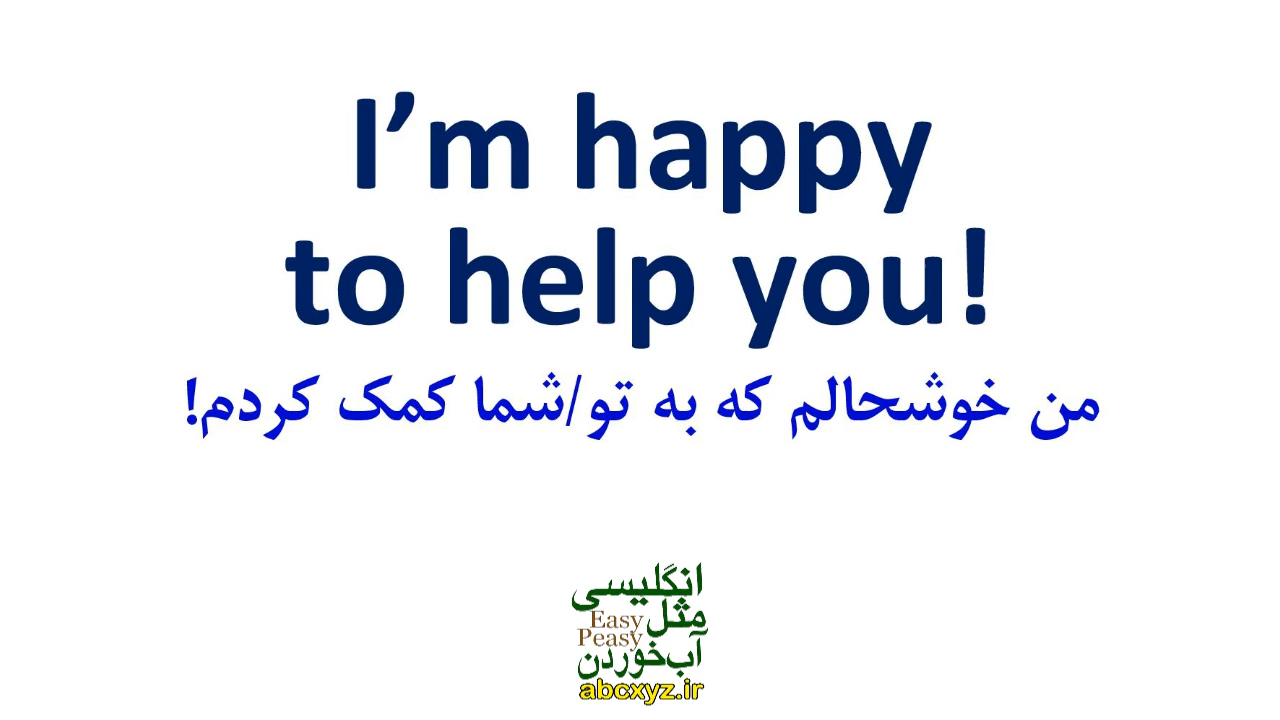 I’m happy
to help you!
من خوشحالم که به تو/شما کمک کردم!
انگلیسی
مثل
Easy
Peasy
آب‌خوردن
abcxyz.ir